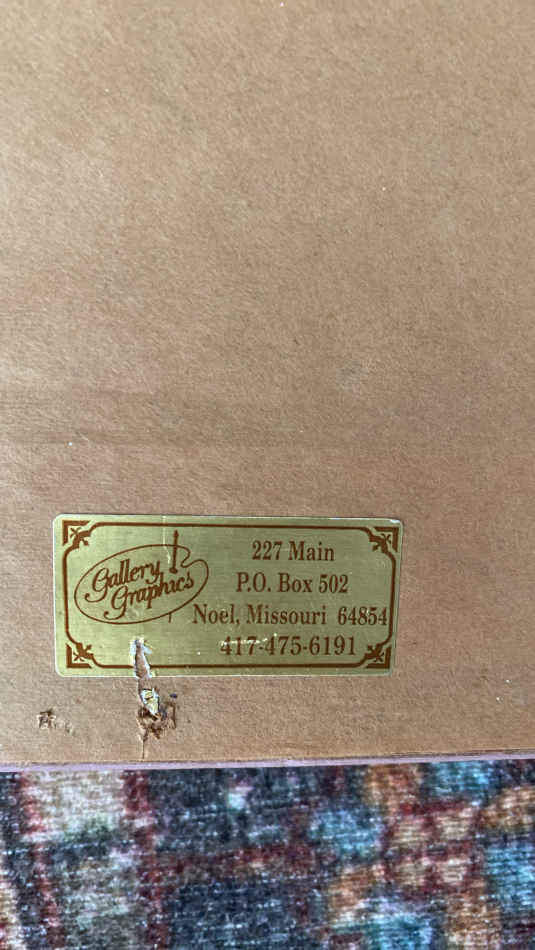 Gallery
Graphics
227 Main
P.O. Box 502
Noel, Missouri 64854
417-475-6191